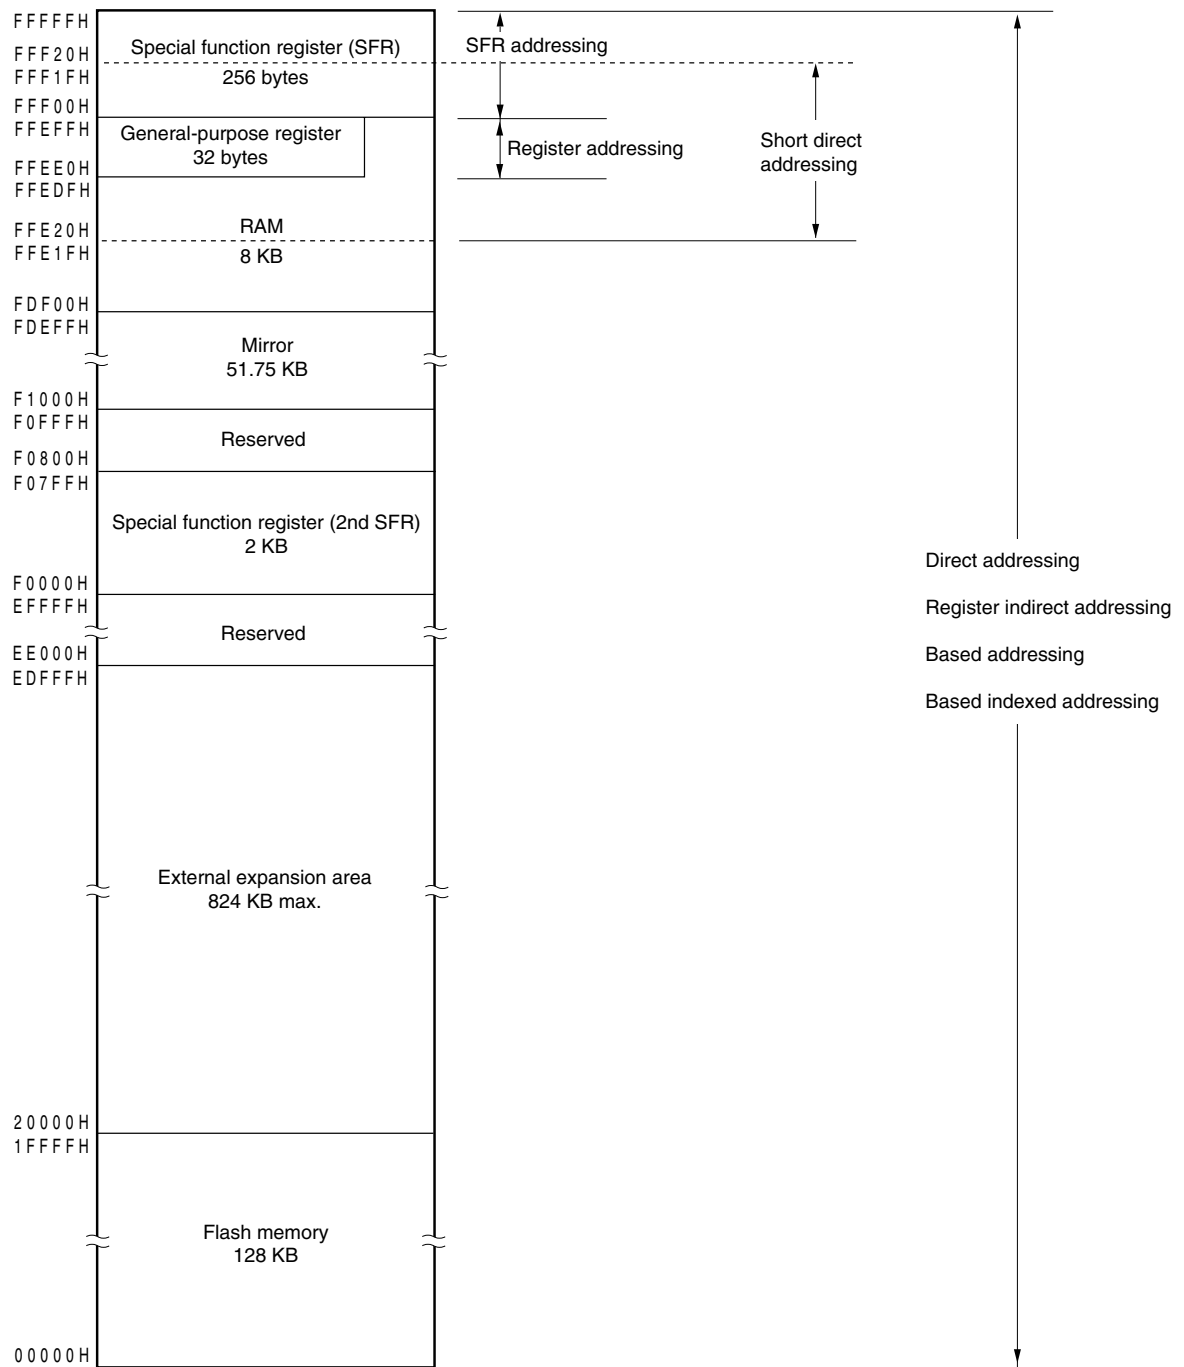 FFFFFH
Special function register (SFR)
256 bytes
SFR addressing
FFF20H
FFF1FH
FFF00H
FFEFFH
General-purpose register
32 bytes
Register addressing
Short direct
addressing
FFEE0H
FFEDFH
RAM
8 KB
FFE20H
FFE1FH
FDF00H
FDEFFH
Mirror
51.75 KB
F1000H
F0FFFH
Reserved
F0800H
F07FFH
Special function register (2nd SFR)
2 KB
Direct addressing
Register indirect addressing
Based addressing
Based indexed addressing
F0000H
EFFFFH
Reserved
EE000H
EDFFFH
External expansion area
824 KB max.
20000H
1FFFFH
Flash memory
128 KB
00000H